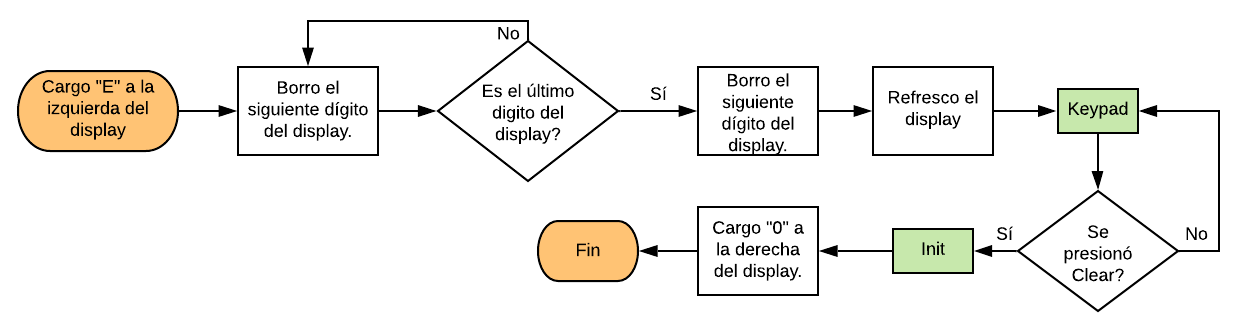 Cargo "E" a la
izquierda del
display
Borro el
siguiente dígito
del display.
No
Es el último
digito del
display?
Sí
Borro el
siguiente
dígito del
display.
Refresco el
display
Keypad
Se
presionó
Clear?
No
Sí
Init
Cargo "0" a
la derecha
del display.
Fin